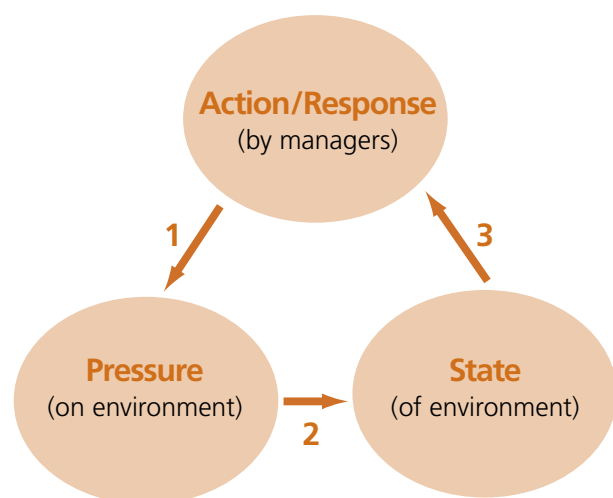 Action/Response
(by managers)
1
3
Pressure
(on environment)
State
(of environment)
2